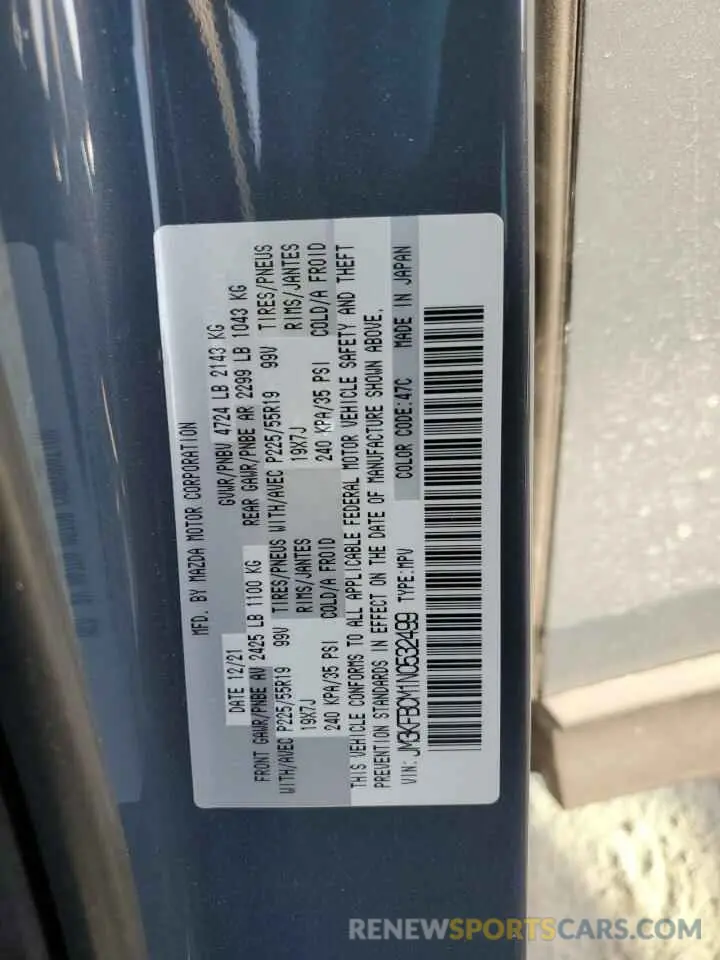 MFD. BY MAZDA MOTOR CORPORATION
DATE 12/21 GVWR/PNBV 4724 LB 2143 KG
FRONT GAWR/PNBE AV 2425 LB 1100 KG REAR GAWR/PNBE AR 2299 LB 1043 KG
WITH/AVEC P225/55R19 99V TIRES/PNEUS WITH/AVEC P225/55R19 99V TIRES/PNEUS
19X7J RIMS/JANTES 19X7J RIMS/JANTES
240 KPA/35 PSI COLD/A FROID 240 KPA/35 PSI COLD/A FROID
THIS VEHICLE CONFORMS TO ALL APPLICABLE FEDERAL MOTOR VEHICLE SAFETY AND THEFT
PREVENTION STANDARDS IN EFFECT ON THE DATE OF MANUFACTURE SHOWN ABOVE.
VIN: JM3KFBCM1N0532499 TYPE:MPV COLOR CODE:47C MADE IN JAPAN
RENEWSPORTSCARS.COM